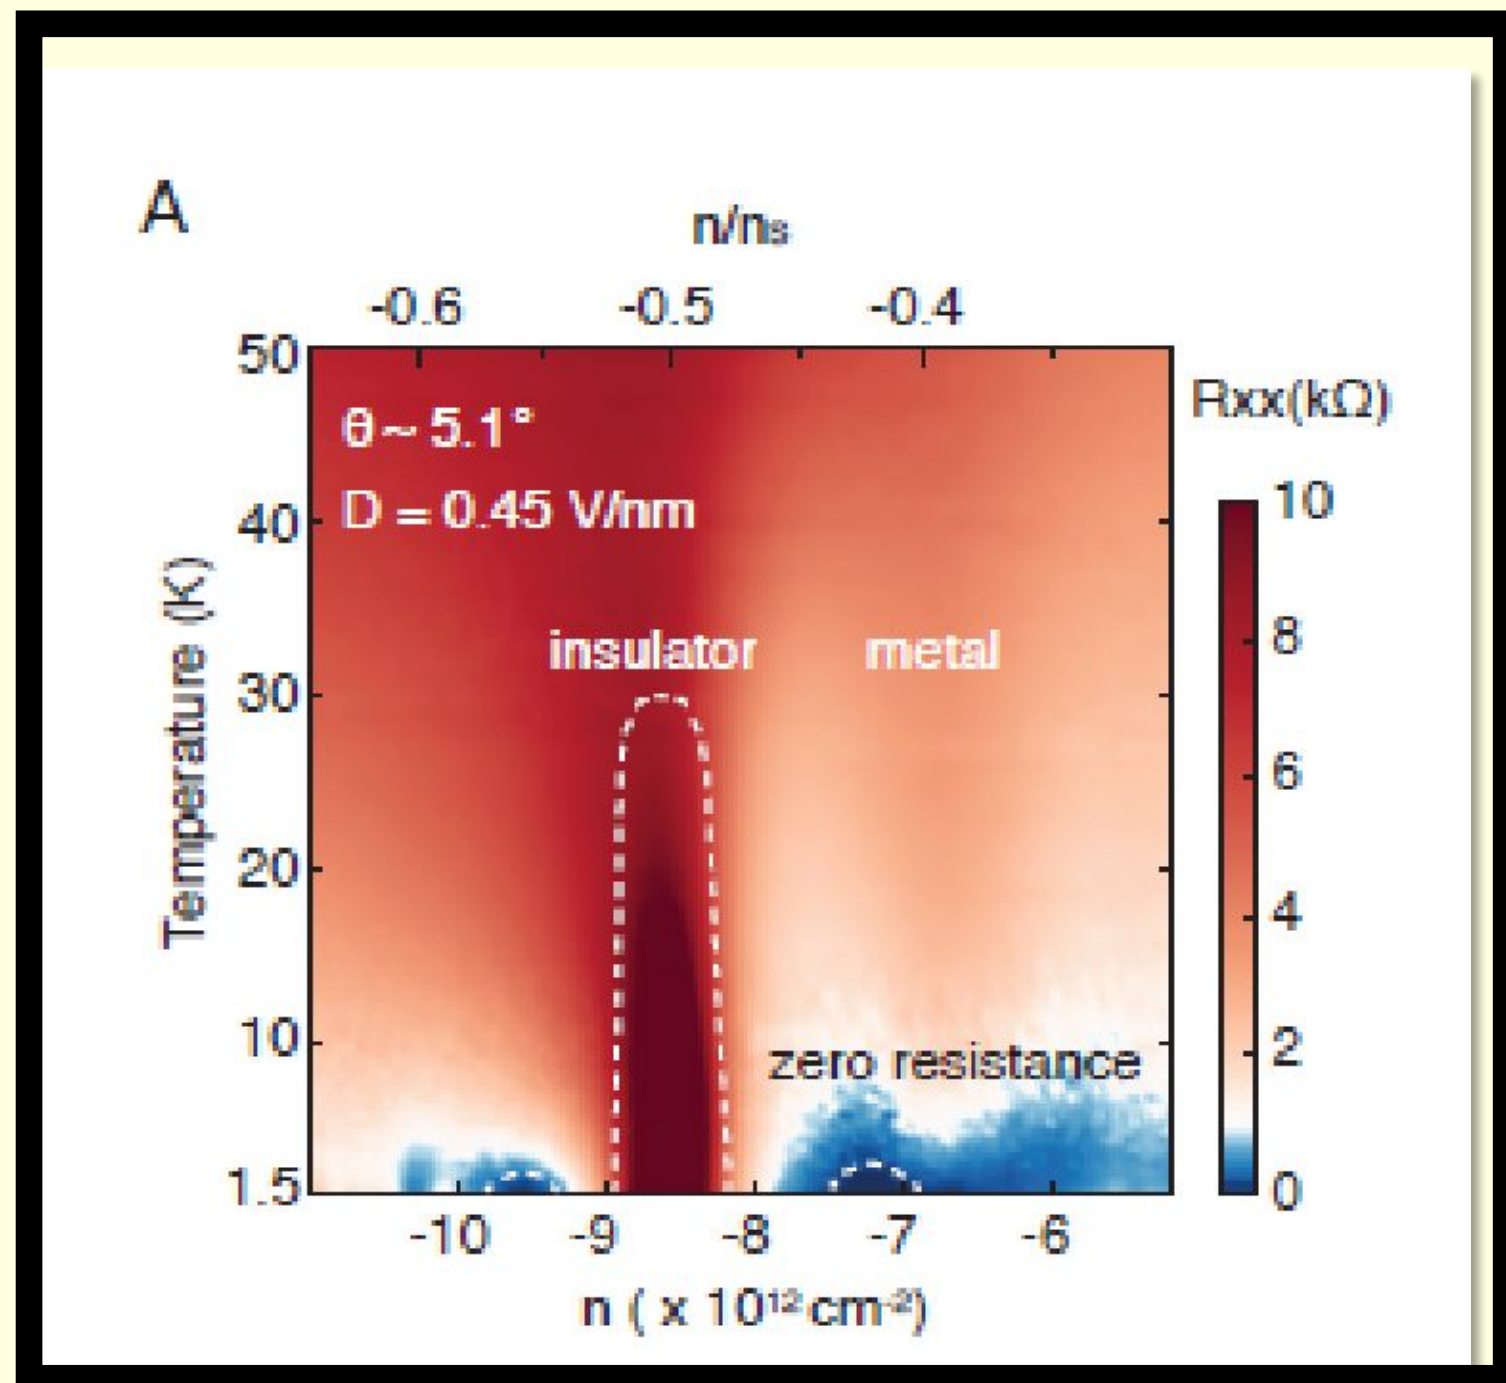 A
n/ns
-0.6 -0.5 -0.4
50
θ~ 5.1°
Rxx(kΩ)
D = 0.45 V/nm
10
40
Temperature (K)
insulator metal
8
30
6
20
4
10
zero resistance
2
1.5
0
-10 -9 -8 -7 -6
n ( x 10¹²cm⁻²)